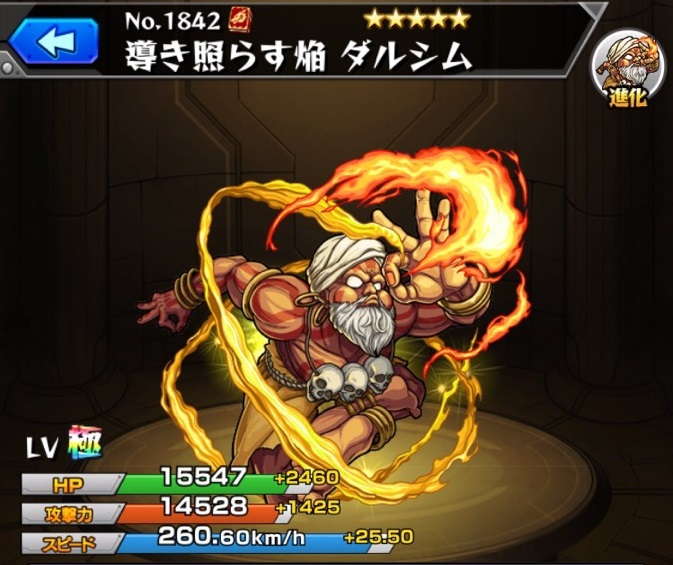 No.1842
導き照らす焔 ダルシム
進化
LV 極
HP 15547 +2460
攻撃力 14528 +1425
スピード 260.60km/h +25.50